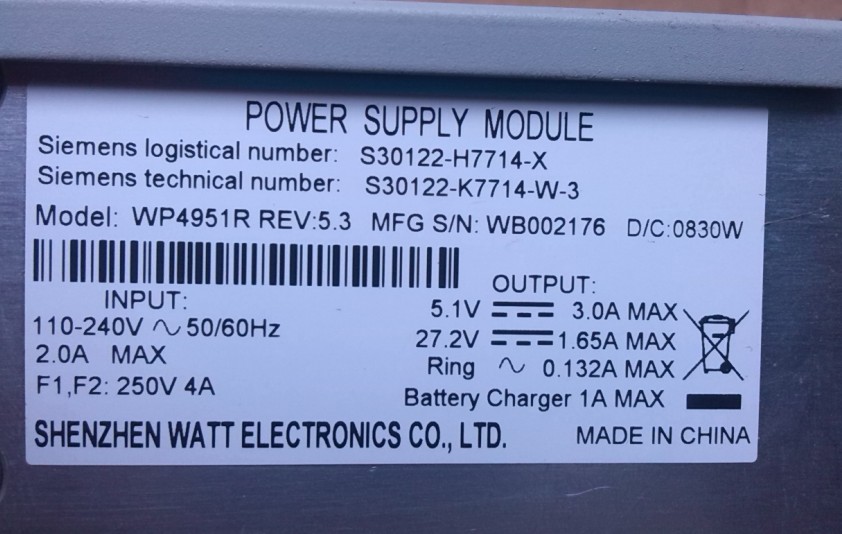 POWER SUPPLY MODULE
Siemens logistical number: S30122-H7714-X
Siemens technical number: S30122-K7714-W-3
Model: WP4951R REV:5.3 MFG S/N: WB002176 D/C:0830W
INPUT:
110-240V ∿ 50/60Hz
2.0A MAX
F1,F2: 250V 4A
OUTPUT:
5.1V ⎓ 3.0A MAX
27.2V ⎓ 1.65A MAX
Ring ∿ 0.132A MAX
Battery Charger 1A MAX
SHENZHEN WATT ELECTRONICS CO., LTD.
MADE IN CHINA